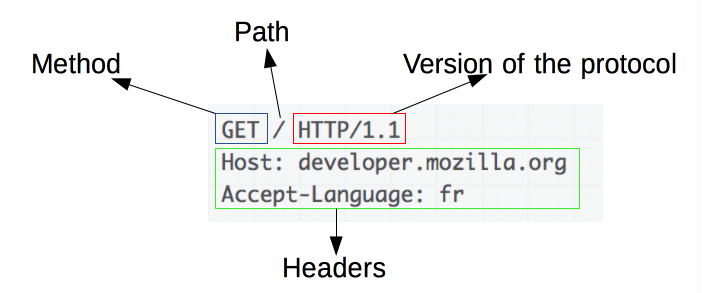 Path
Method
Version of the protocol
GET / HTTP/1.1
Host: developer.mozilla.org
Accept-Language: fr
Headers